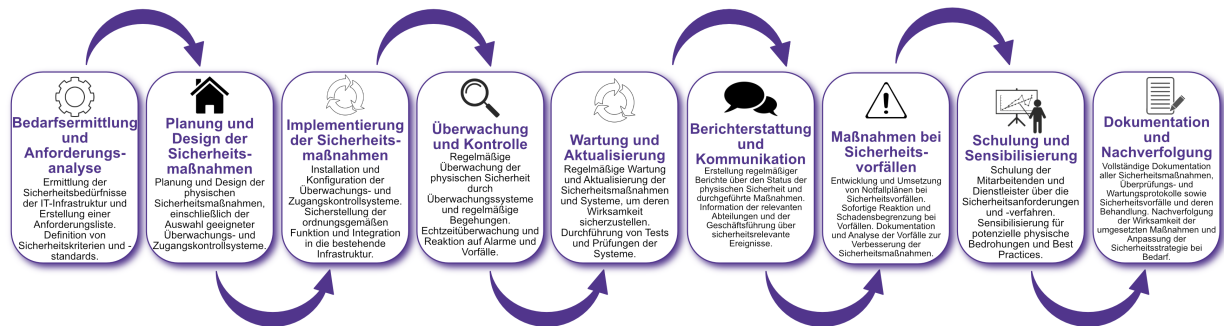 Bedarfsermittlung
und
Anforderungs-
analyse
Ermittlung der
Sicherheitsbedürfnisse
der IT-Infrastruktur und
Erstellung einer
Anforderungsliste.
Definition von
Sicherheitskriterien und -
standards.
Planung und
Design der
Sicherheits-
maßnahmen
Planung und Design der
physischen
Sicherheitsmaßnahmen,
einschließlich der
Auswahl geeigneter
Überwachungs- und
Zugangskontrollsysteme.
Implementierung
der Sicherheits-
maßnahmen
Installation und
Konfiguration der
Überwachungs- und
Zugangskontrollsysteme.
Sicherstellung der
ordnungsgemäßen
Funktion und Integration
in die bestehende
Infrastruktur.
Überwachung
und Kontrolle
Regelmäßige
Überwachung der
physischen Sicherheit
durch
Überwachungssysteme
und regelmäßige
Begehungen.
Echtzeitüberwachung und
Reaktion auf Alarme und
Vorfälle.
Wartung und
Aktualisierung
Regelmäßige Wartung
und Aktualisierung der
Sicherheitsmaßnahmen
und Systeme, um deren
Wirksamkeit
sicherzustellen.
Durchführung von Tests
und Prüfungen der
Systeme.
Berichterstattung
und
Kommunikation
Erstellung regelmäßiger
Berichte über den Status der
physischen Sicherheit und
durchgeführte Maßnahmen.
Information der relevanten
Abteilungen und der
Geschäftsführung über
sicherheitsrelevante
Ereignisse.
Maßnahmen bei
Sicherheits-
vorfällen
Entwicklung und Umsetzung
von Notfallplänen bei
Sicherheitsvorfällen.
Sofortige Reaktion und
Schadensbegrenzung bei
Vorfällen. Dokumentation
und Analyse der Vorfälle zur
Verbesserung der
Sicherheitsmaßnahmen.
Schulung und
Sensibilisierung
Schulung der
Mitarbeitenden und
Dienstleister über die
Sicherheitsanforderungen
und -verfahren.
Sensibilisierung für
potenzielle physische
Bedrohungen und Best
Practices.
Dokumentation
und
Nachverfolgung
Vollständige Dokumentation
aller Sicherheitsmaßnahmen,
Überprüfungs- und
Wartungsprotokolle sowie
Sicherheitsvorfälle und deren
Behandlung. Nachverfolgung
der Wirksamkeit der
umgesetzten Maßnahmen und
Anpassung der
Sicherheitsstrategie bei
Bedarf.